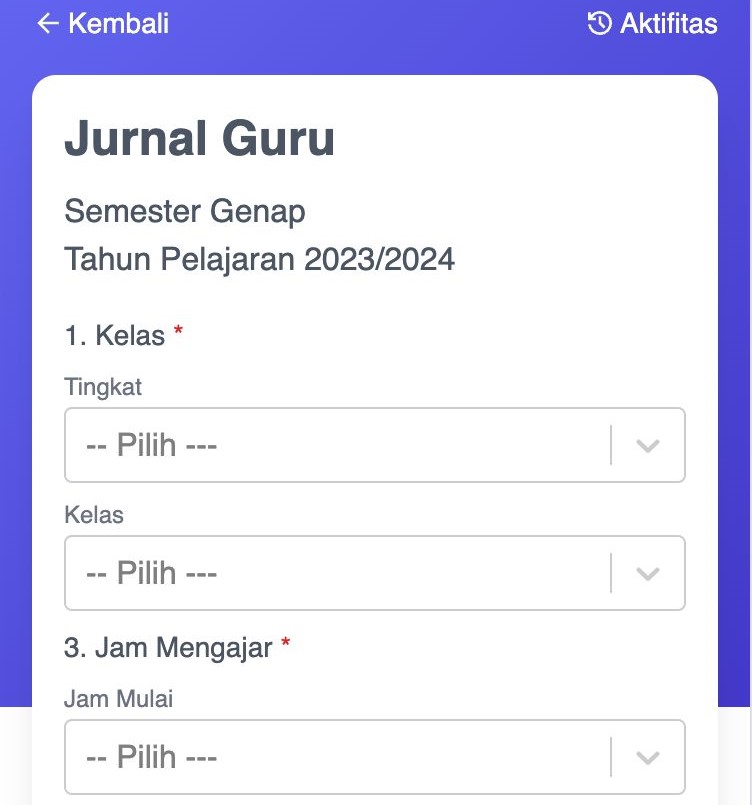 Kembali
Aktifitas
Jurnal Guru
Semester Genap
Tahun Pelajaran 2023/2024
1. Kelas *
Tingkat
-- Pilih ---
Kelas
-- Pilih ---
3. Jam Mengajar *
Jam Mulai
-- Pilih ---